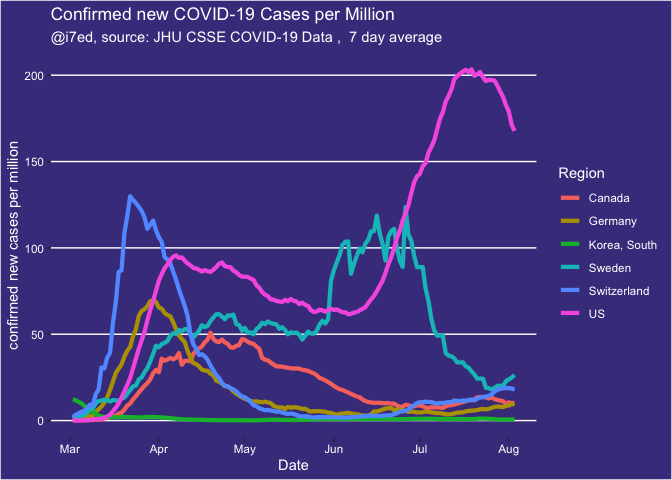 Confirmed new COVID-19 Cases per Million
@i7ed, source: JHU CSSE COVID-19 Data , 7 day average
confirmed new cases per million
200
150
100
50
0
Mar Apr May Jun Jul Aug
Date
Region
Canada
Germany
Korea, South
Sweden
Switzerland
US